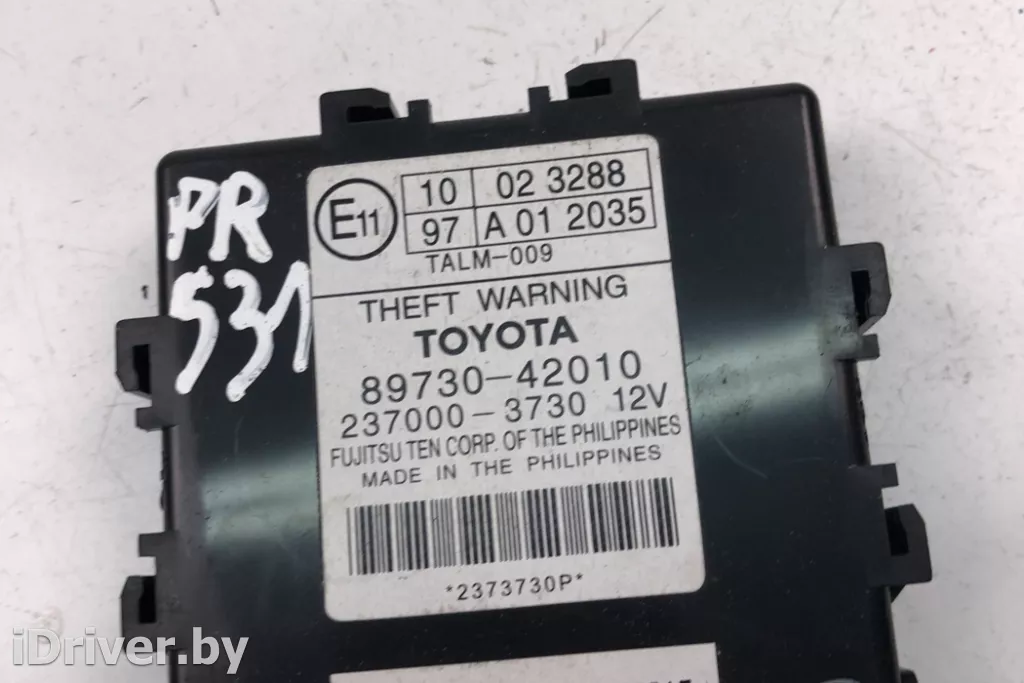 PR
531
E11
10 02 3288
97 A 01 2035
TALM-009
THEFT WARNING
TOYOTA
89730-42010
237000-3730 12V
FUJITSU TEN CORP. OF THE PHILIPPINES
MADE IN THE PHILIPPINES
*2373730P*
1
iDriver.by